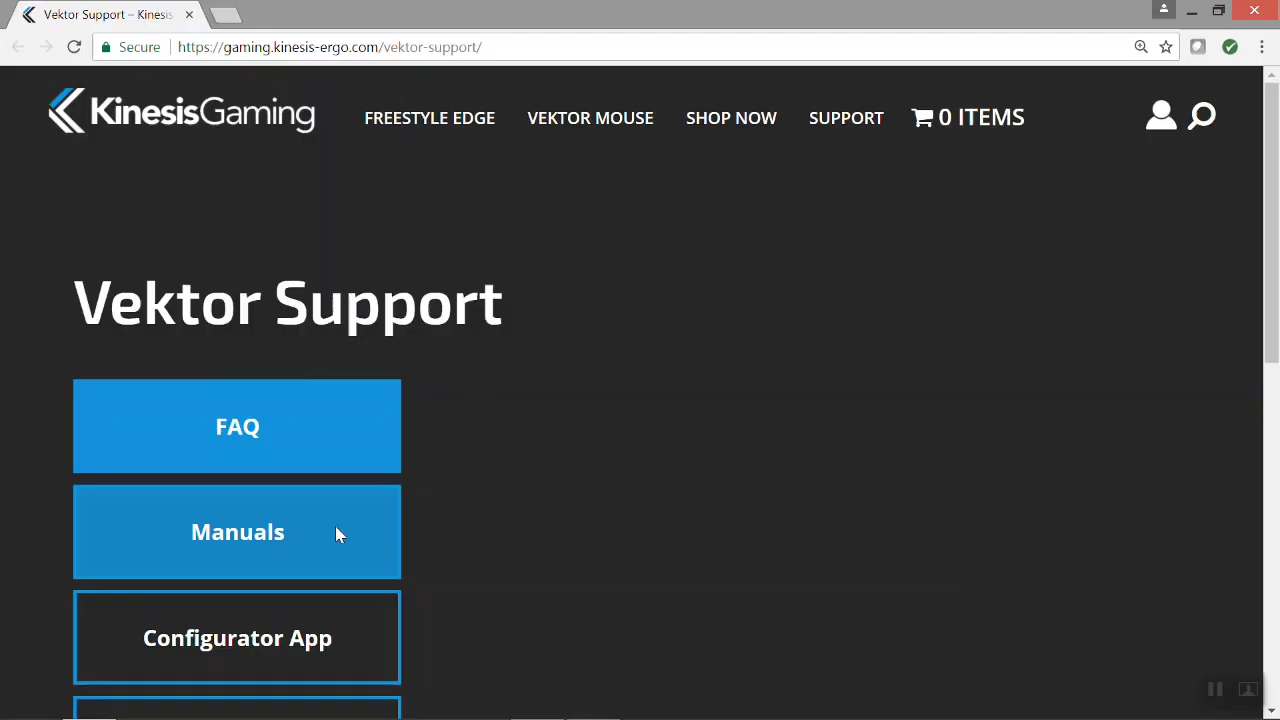 Vektor Support – Kinesis
Secure https://gaming.kinesis-ergo.com/vektor-support/
KinesisGaming FREESTYLE EDGE VEKTOR MOUSE SHOP NOW SUPPORT 0 ITEMS
Vektor Support
FAQ
Manuals
Configurator App